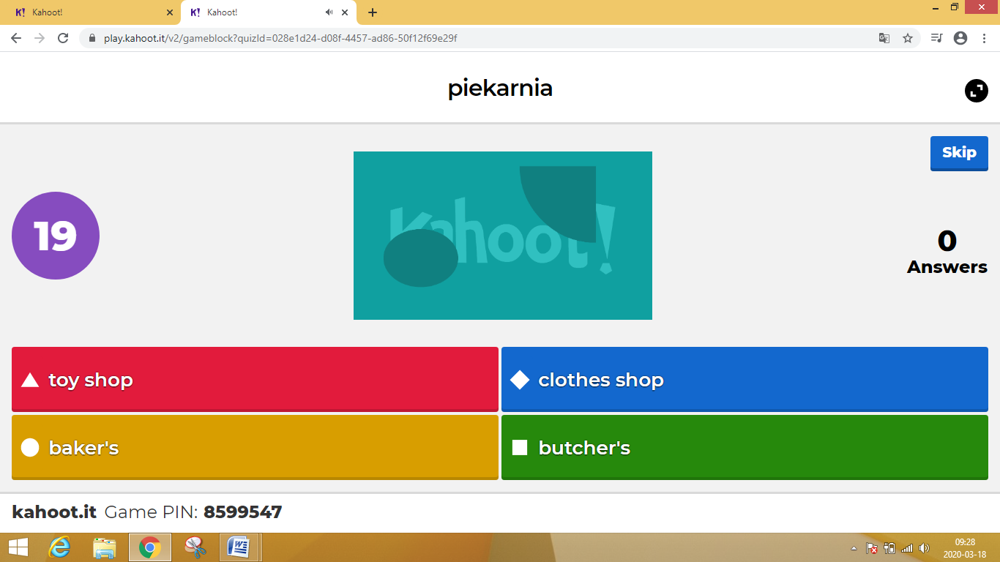 K! Kahoot!
K! Kahoot!
play.kahoot.it/v2/gameblock?quizId=028e1d24-d08f-4457-ad86-50f12f69e29f
piekarnia
Skip
19
Kahoot!
0
Answers
toy shop
clothes shop
baker's
butcher's
kahoot.it Game PIN: 8599547
09:28
2020-03-18